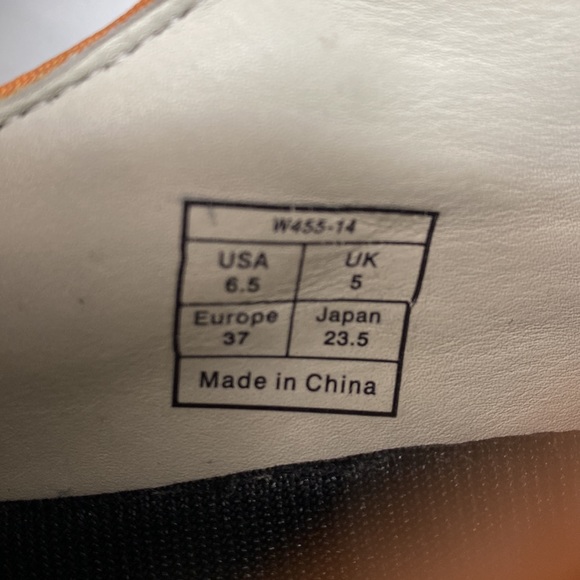 W455-14
USA UK
6.5 5
Europe Japan
37 23.5
Made in China